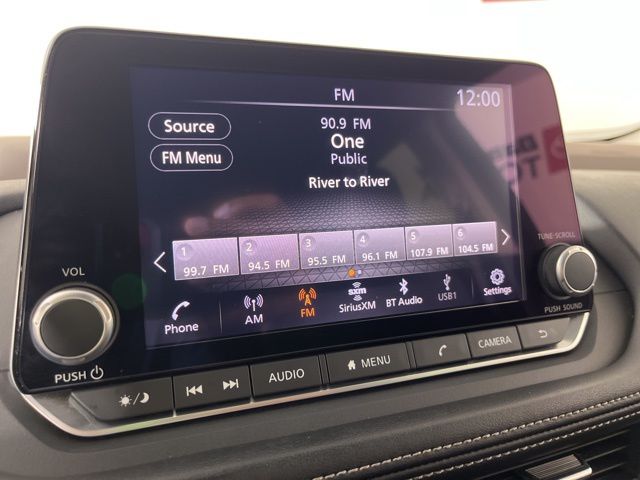 FM
12:00
Source
90.9 FM
One
Public
FM Menu
River to River
1 2 3 4 5 6
99.7 FM 94.5 FM 95.5 FM 96.1 FM 107.9 FM 104.5 FM
Phone AM FM sxm SiriusXM BT Audio USB1 Settings
VOL
PUSH
TUNE·SCROLL
PUSH SOUND
AUDIO MENU CAMERA